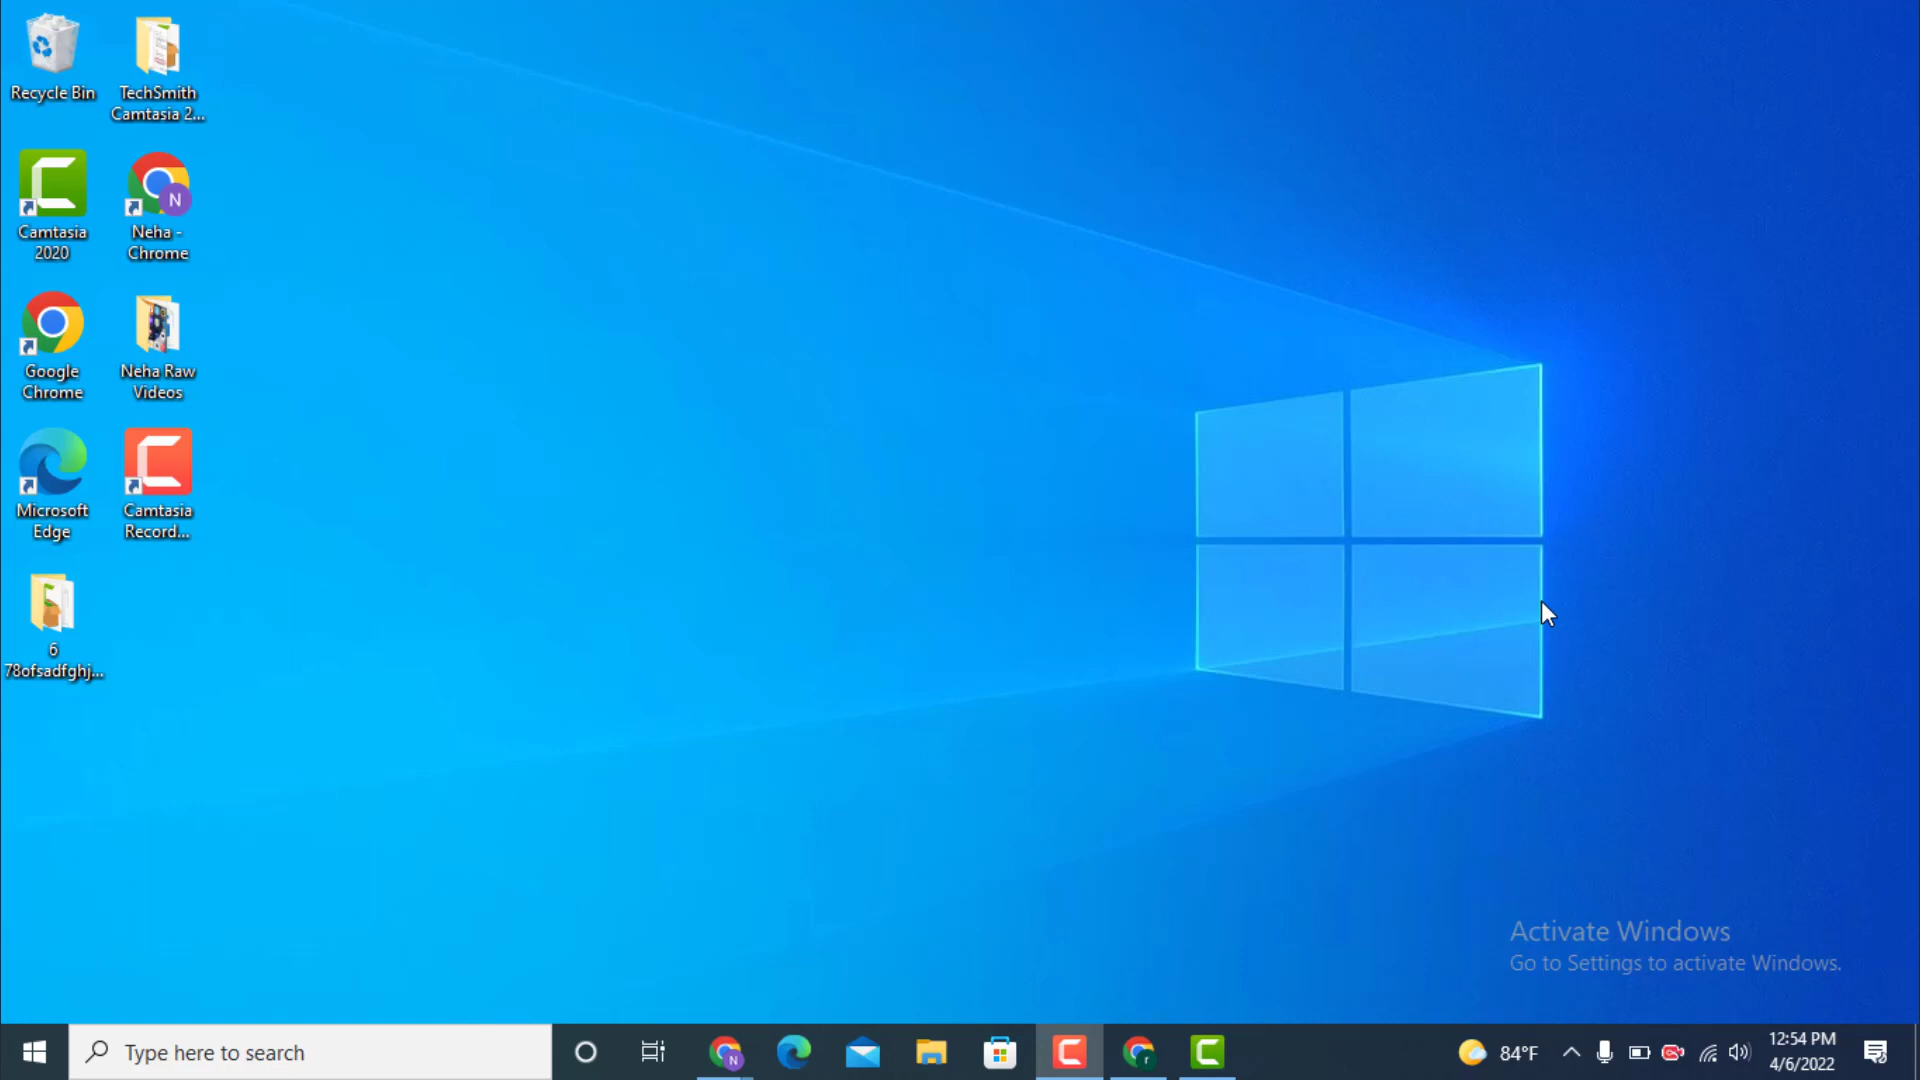 Recycle Bin
TechSmith
Camtasia 2...
Camtasia
2020
N
Neha -
Chrome
Google
Chrome
Neha Raw
Videos
Microsoft
Edge
Camtasia
Record...
6
78ofsadfghj...
Activate Windows
Go to Settings to activate Windows.
Type here to search
N
r
84°F
12:54 PM
4/6/2022